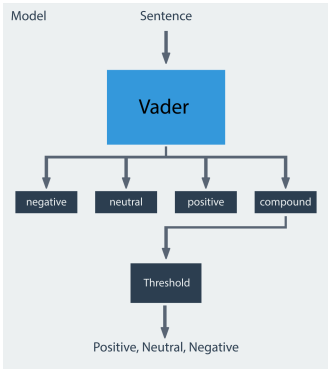 Model
Sentence
Vader
negative
neutral
positive
compound
Threshold
Positive, Neutral, Negative